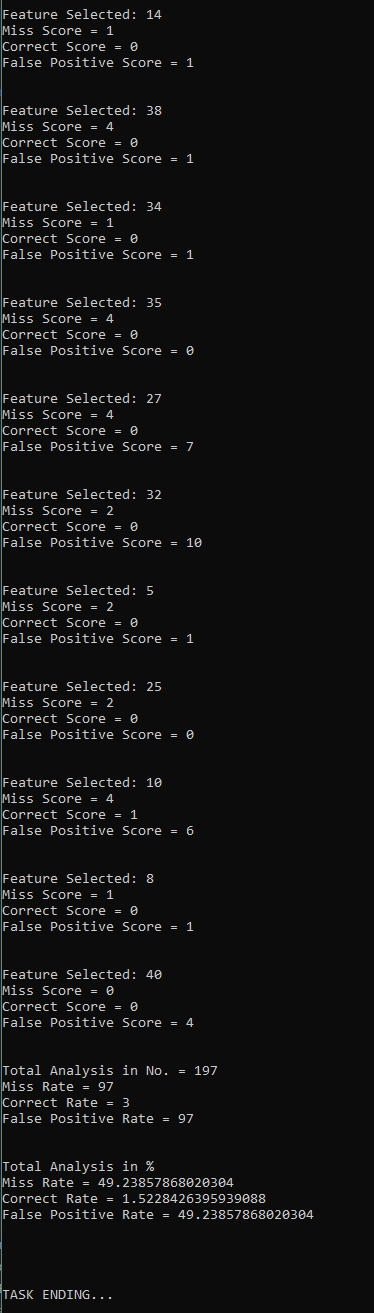 Feature Selected: 14
Miss Score = 1
Correct Score = 0
False Positive Score = 1
Feature Selected: 38
Miss Score = 4
Correct Score = 0
False Positive Score = 1
Feature Selected: 34
Miss Score = 1
Correct Score = 0
False Positive Score = 1
Feature Selected: 35
Miss Score = 4
Correct Score = 0
False Positive Score = 0
Feature Selected: 27
Miss Score = 4
Correct Score = 0
False Positive Score = 7
Feature Selected: 32
Miss Score = 2
Correct Score = 0
False Positive Score = 10
Feature Selected: 5
Miss Score = 2
Correct Score = 0
False Positive Score = 1
Feature Selected: 25
Miss Score = 2
Correct Score = 0
False Positive Score = 0
Feature Selected: 10
Miss Score = 4
Correct Score = 1
False Positive Score = 6
Feature Selected: 8
Miss Score = 1
Correct Score = 0
False Positive Score = 1
Feature Selected: 40
Miss Score = 0
Correct Score = 0
False Positive Score = 4
Total Analysis in No. = 197
Miss Rate = 97
Correct Rate = 3
False Positive Rate = 97
Total Analysis in %
Miss Rate = 49.23857868020304
Correct Rate = 1.5228426395939088
False Positive Rate = 49.23857868020304
TASK ENDING...